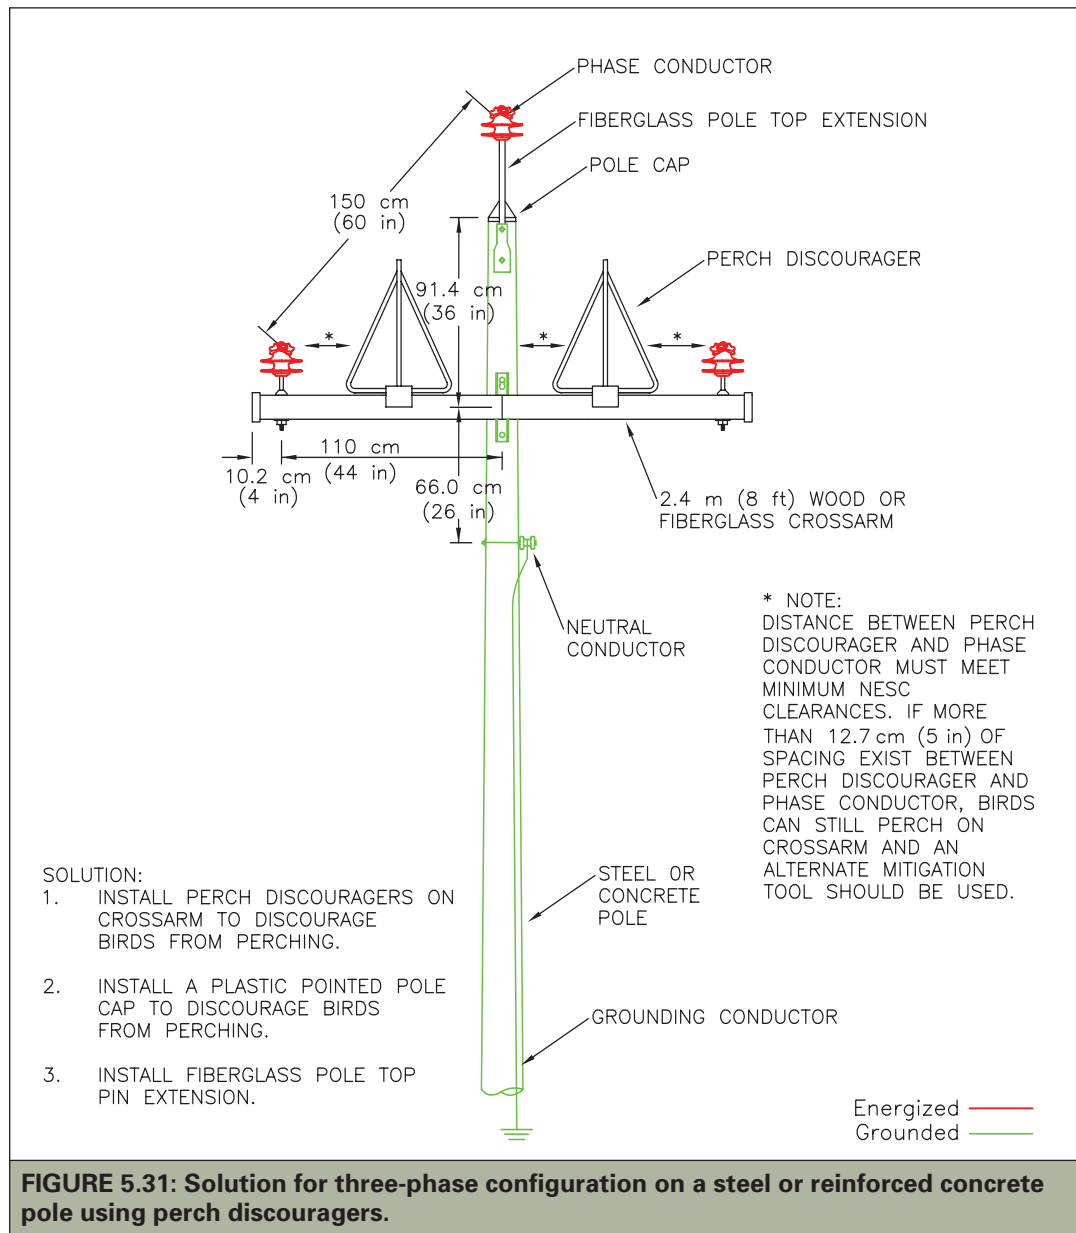 PHASE CONDUCTOR
FIBERGLASS POLE TOP EXTENSION
POLE CAP
150 cm
(60 in)
PERCH DISCOURAGER
91.4 cm
(36 in)
*
*
*
110 cm
(44 in)
10.2 cm
(4 in)
66.0 cm
(26 in)
2.4 m (8 ft) WOOD OR
FIBERGLASS CROSSARM
NEUTRAL
CONDUCTOR
* NOTE:
DISTANCE BETWEEN PERCH
DISCOURAGER AND PHASE
CONDUCTOR MUST MEET
MINIMUM NESC
CLEARANCES. IF MORE
THAN 12.7 cm (5 in) OF
SPACING EXIST BETWEEN
PERCH DISCOURAGER AND
PHASE CONDUCTOR, BIRDS
CAN STILL PERCH ON
CROSSARM AND AN
ALTERNATE MITIGATION
TOOL SHOULD BE USED.
SOLUTION:
1. INSTALL PERCH DISCOURAGERS ON
CROSSARM TO DISCOURAGE
BIRDS FROM PERCHING.
2. INSTALL A PLASTIC POINTED POLE
CAP TO DISCOURAGE BIRDS
FROM PERCHING.
3. INSTALL FIBERGLASS POLE TOP
PIN EXTENSION.
STEEL OR
CONCRETE
POLE
GROUNDING CONDUCTOR
Energized
Grounded
FIGURE 5.31: Solution for three-phase configuration on a steel or reinforced concrete
pole using perch discouragers.